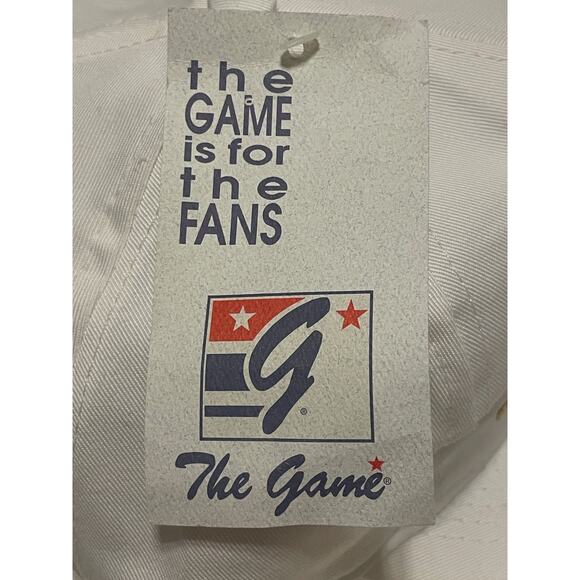 the
GAME
is for
the
FANS
G®
The Game®